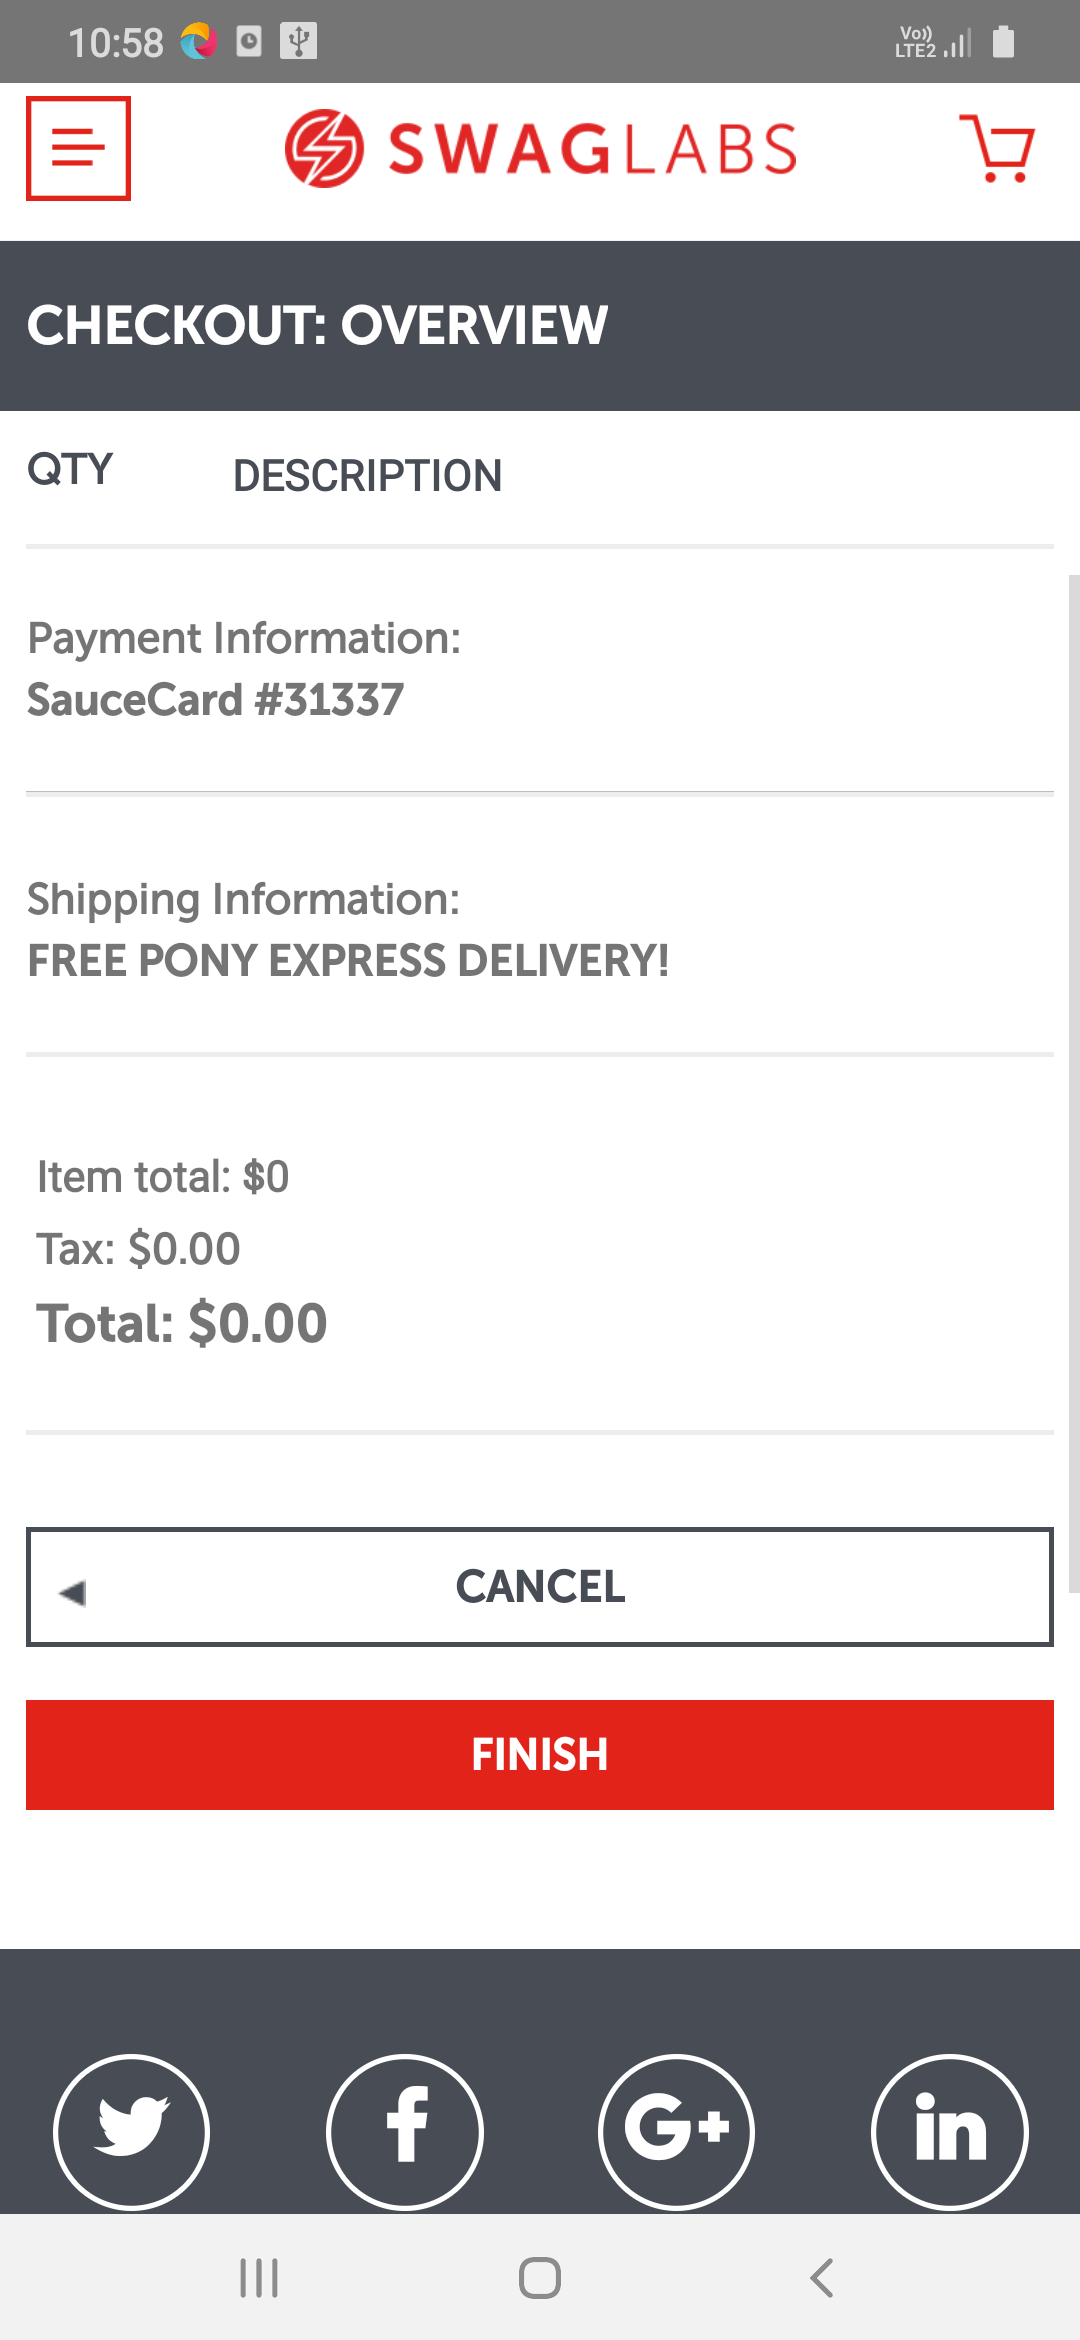 10:58
Vo)) LTE2
SWAGLABS
CHECKOUT: OVERVIEW
QTY DESCRIPTION
Payment Information:
SauceCard #31337
Shipping Information:
FREE PONY EXPRESS DELIVERY!
Item total: $0
Tax: $0.00
Total: $0.00
CANCEL
FINISH
f G+ in